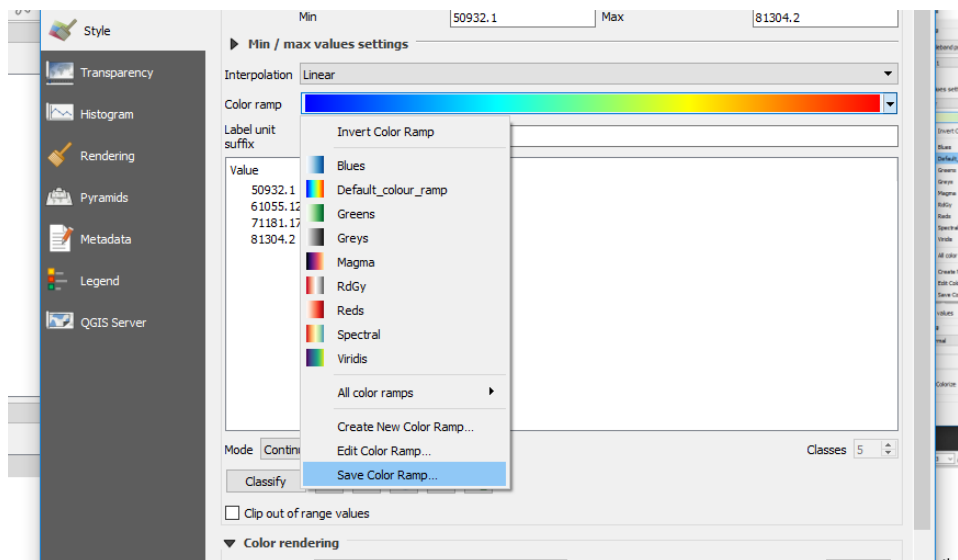 Min 50932.1 Max 81304.2
Style
Min / max values settings
Transparency
Interpolation Linear
Color ramp
Histogram
Label unit
suffix
Invert Color Ramp
Rendering
Value
Blues
50932.1
Default_colour_ramp
Pyramids
61055.12
Greens
71181.17
Metadata
81304.2
Greys
Magma
Legend
RdGy
Reds
QGIS Server
Spectral
Viridis
All color ramps
Create New Color Ramp...
Mode Classes 5
Edit Color Ramp...
Classify
Save Color Ramp...
Clip out of range values
Color rendering